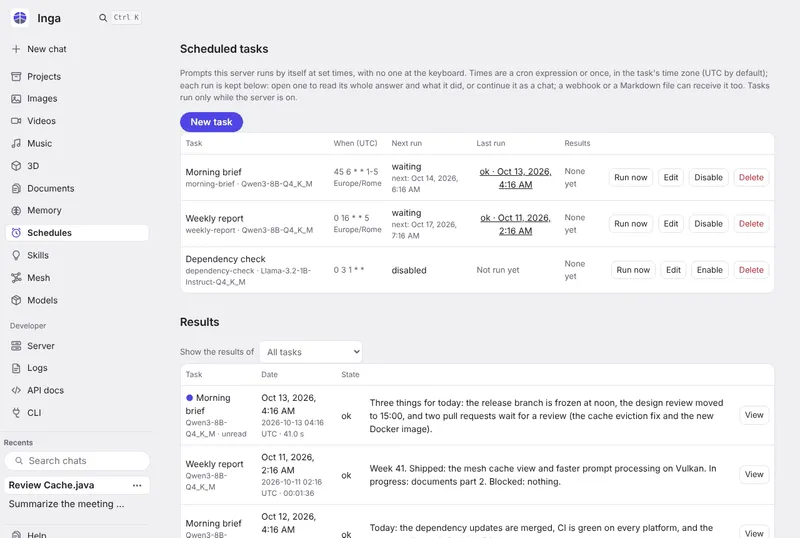 Inga
Ctrl K
New chat
Projects
Images
Videos
Music
3D
Documents
Memory
Schedules
Skills
Mesh
Models
Developer
Server
Logs
API docs
CLI
Recents
Search chats
Review Cache.java ...
Summarize the meeting ...
Help
Scheduled tasks
Prompts this server runs by itself at set times, with no one at the keyboard. Times are a cron expression or once, in the task's time zone (UTC by default);
each run is kept below: open one to read its whole answer and what it did, or continue it as a chat; a webhook or a Markdown file can receive it too. Tasks
run only while the server is on.
New task
Task When (UTC) Next run Last run Results
Morning brief
morning-brief · Qwen3-8B-Q4_K_M
45 6 * * 1-5
Europe/Rome
waiting
next: Oct 14, 2026,
6:16 AM
ok · Oct 13, 2026,
4:16 AM
None
yet
Run now Edit Disable Delete
Weekly report
weekly-report · Qwen3-8B-Q4_K_M
0 16 * * 5
Europe/Rome
waiting
next: Oct 17, 2026,
7:16 AM
ok · Oct 11, 2026,
2:16 AM
None
yet
Run now Edit Disable Delete
Dependency check
dependency-check · Llama-3.2-1B-
Instruct-Q4_K_M
0 3 1 * *
disabled
Not run yet
None
yet
Run now Edit Enable Delete
Results
Show the results of All tasks
Task Date State
Morning
brief
Qwen3-8B-
Q4_K_M · unread
Oct 13, 2026,
4:16 AM
2026-10-13 04:16
UTC · 41.0 s
ok
Three things for today: the release branch is frozen at noon, the design review moved
to 15:00, and two pull requests wait for a review (the cache eviction fix and the new
Docker image).
View
Weekly report
Qwen3-8B-
Q4_K_M
Oct 11, 2026,
2:16 AM
2026-10-11 02:16
UTC · 00:01:36
ok
Week 41. Shipped: the mesh cache view and faster prompt processing on Vulkan. In
progress: documents part 2. Blocked: nothing.
View
Morning brief
Qwen3-8B-
Oct 12, 2026,
4:16 AM
ok
Today: the dependency updates are merged, CI is green on every platform, and the
View